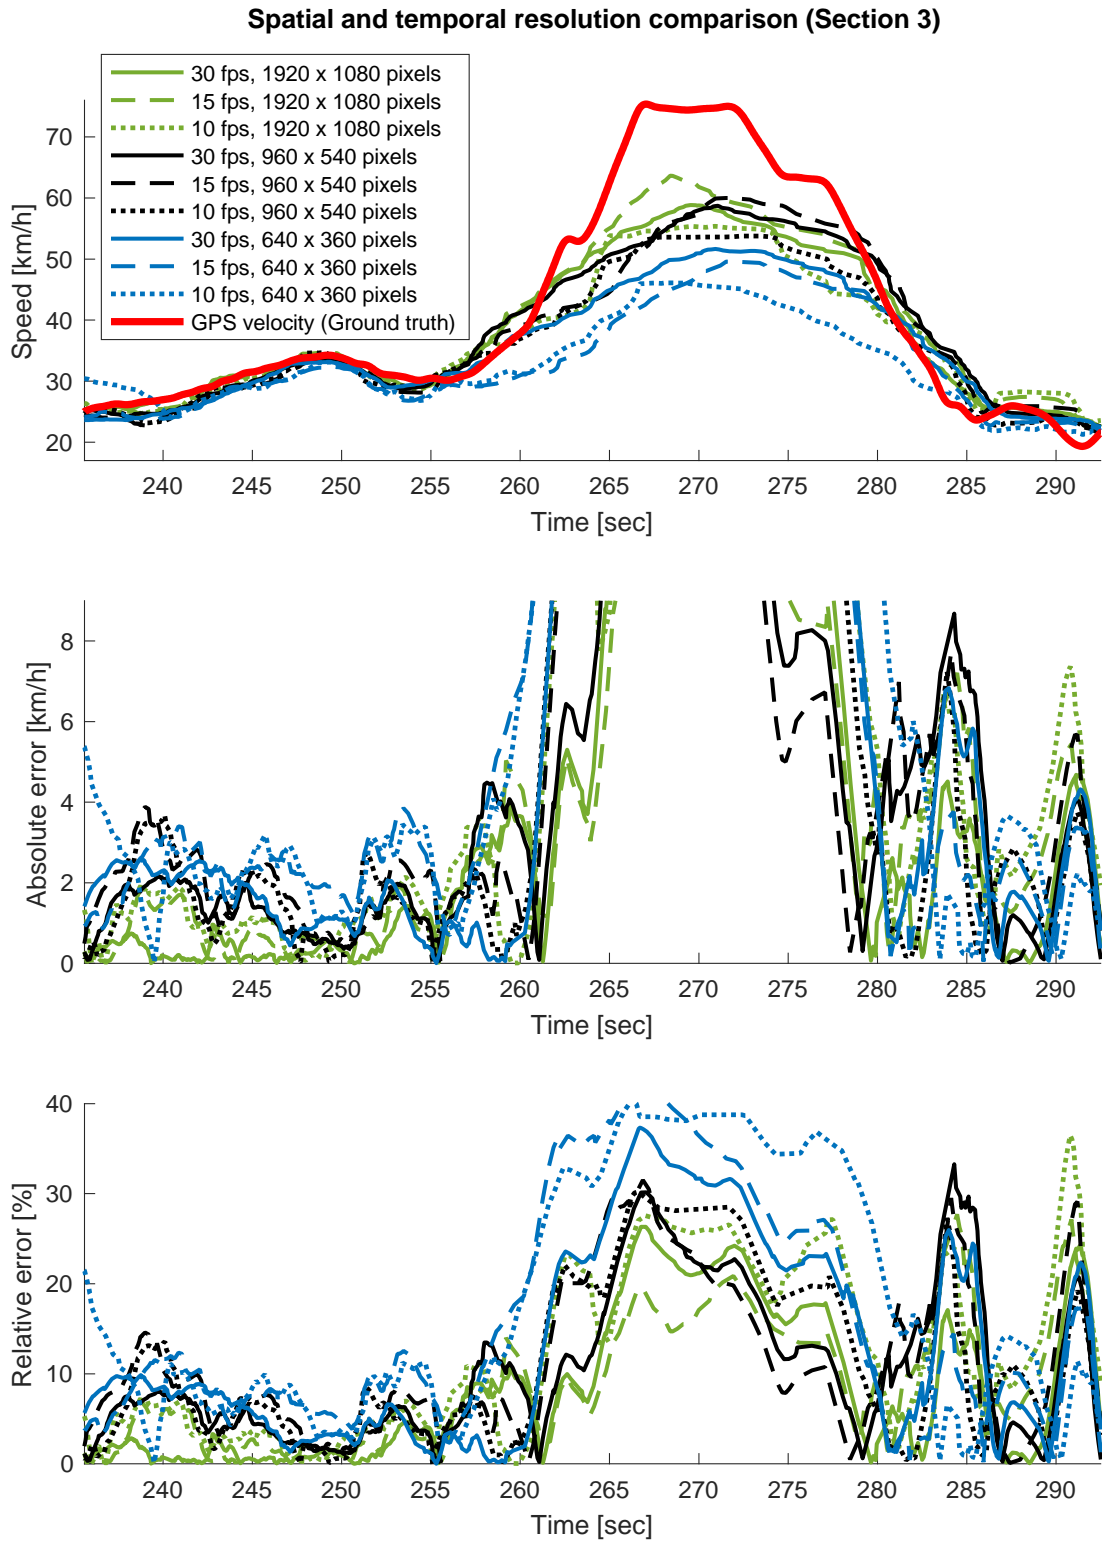 Spatial and temporal resolution comparison (Section 3)
30 fps, 1920 x 1080 pixels
15 fps, 1920 x 1080 pixels
10 fps, 1920 x 1080 pixels
30 fps, 960 x 540 pixels
15 fps, 960 x 540 pixels
10 fps, 960 x 540 pixels
30 fps, 640 x 360 pixels
15 fps, 640 x 360 pixels
10 fps, 640 x 360 pixels
GPS velocity (Ground truth)
Speed [km/h]
70
60
50
40
30
20
240 245 250 255 260 265 270 275 280 285 290
Time [sec]
Absolute error [km/h]
8
6
4
2
0
240 245 250 255 260 265 270 275 280 285 290
Time [sec]
Relative error [%]
40
30
20
10
0
240 245 250 255 260 265 270 275 280 285 290
Time [sec]